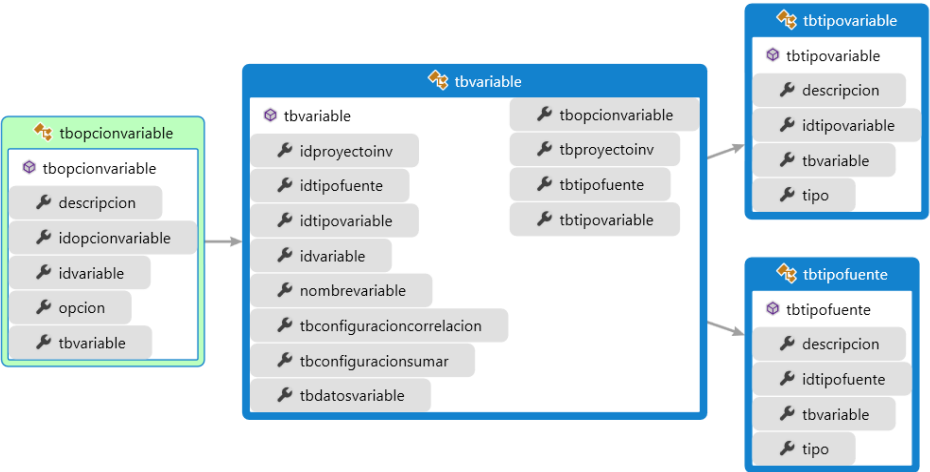 tbopcionvariable
tbopcionvariable
descripcion
idopcionvariable
idvariable
opcion
tbvariable
tbvariable
tbvariable
idproyectoinv
idtipofuente
idtipovariable
idvariable
nombrevariable
tbconfiguracioncorrelacion
tbconfiguracionsumar
tbdatosvariable
tbopcionvariable
tbproyectoinv
tbtipofuente
tbtipovariable
tbtipovariable
tbtipovariable
descripcion
idtipovariable
tbvariable
tipo
tbtipofuente
tbtipofuente
descripcion
idtipofuente
tbvariable
tipo